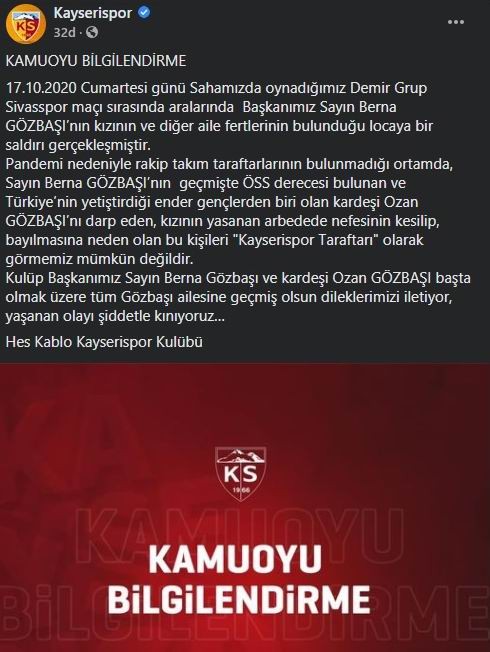 Kayserispor
32d ·
KAMUOYU BİLGİLENDİRME
17.10.2020 Cumartesi günü Sahamızda oynadığımız Demir Grup
Sivasspor maçı sırasında aralarında Başkanımız Sayın Berna
GÖZBAŞI'nın kızının ve diğer aile fertlerinin bulunduğu locaya bir
saldırı gerçekleşmiştir.
Pandemi nedeniyle rakip takım taraftarlarının bulunmadığı ortamda,
Sayın Berna GÖZBAŞI'nın geçmişte ÖSS derecesi bulunan ve
Türkiye'nin yetiştirdiği ender gençlerden biri olan kardeşi Ozan
GÖZBAŞI'nı darp eden, kızının yaşanan arbedede nefesinin kesilip,
bayılmasına neden olan bu kişileri "Kayserispor Taraftarı" olarak
görmemiz mümkün değildir.
Kulüp Başkanımız Sayın Berna Gözbaşı ve kardeşi Ozan GÖZBAŞI başta
olmak üzere tüm Gözbaşı ailesine geçmiş olsun dileklerimizi iletiyor,
yaşanan olayı şiddetle kınıyoruz...
Hes Kablo Kayserispor Kulübü
KS
1966
KAMUOYU
KAMUOYU
BİLGİLENDİRME
BİLGİLENDİRME